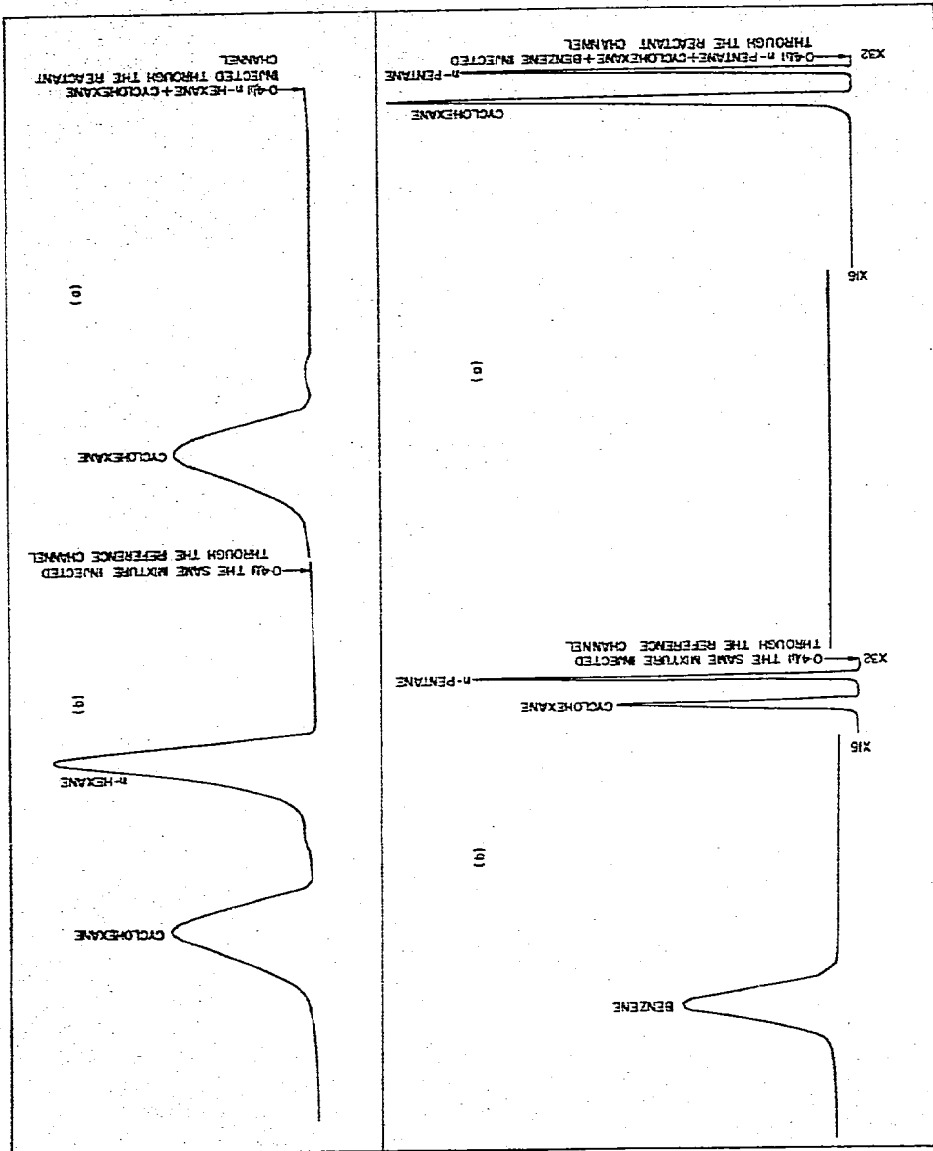 BENZENE
(b)
X16
CYCLOHEXANE
n-PENTANE
X32
0·4µl THE SAME MIXTURE INJECTED
THROUGH THE REFERENCE CHANNEL
(a)
X16
CYCLOHEXANE
n-PENTANE
X32
0·4µl n-PENTANE+CYCLOHEXANE+BENZENE INJECTED
THROUGH THE REACTANT CHANNEL
CYCLOHEXANE
n-HEXANE
(b)
0·4µl THE SAME MIXTURE INJECTED
THROUGH THE REFERENCE CHANNEL
CYCLOHEXANE
(a)
0·4µl n-HEXANE+CYCLOHEXANE
INJECTED THROUGH THE REACTANT
CHANNEL